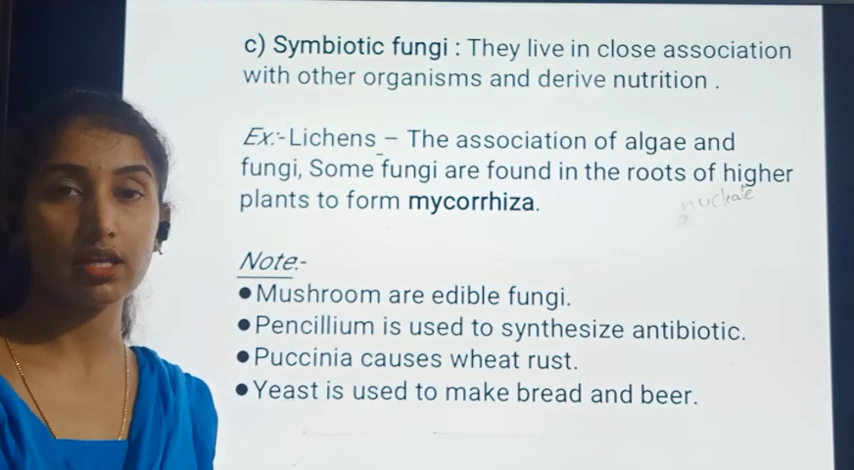 c) Symbiotic fungi : They live in close association
with other organisms and derive nutrition .
Ex:- Lichens – The association of algae and
fungi, Some fungi are found in the roots of higher
plants to form mycorrhiza.
nucleate
Note:-
●Mushroom are edible fungi.
●Pencillium is used to synthesize antibiotic.
●Puccinia causes wheat rust.
●Yeast is used to make bread and beer.